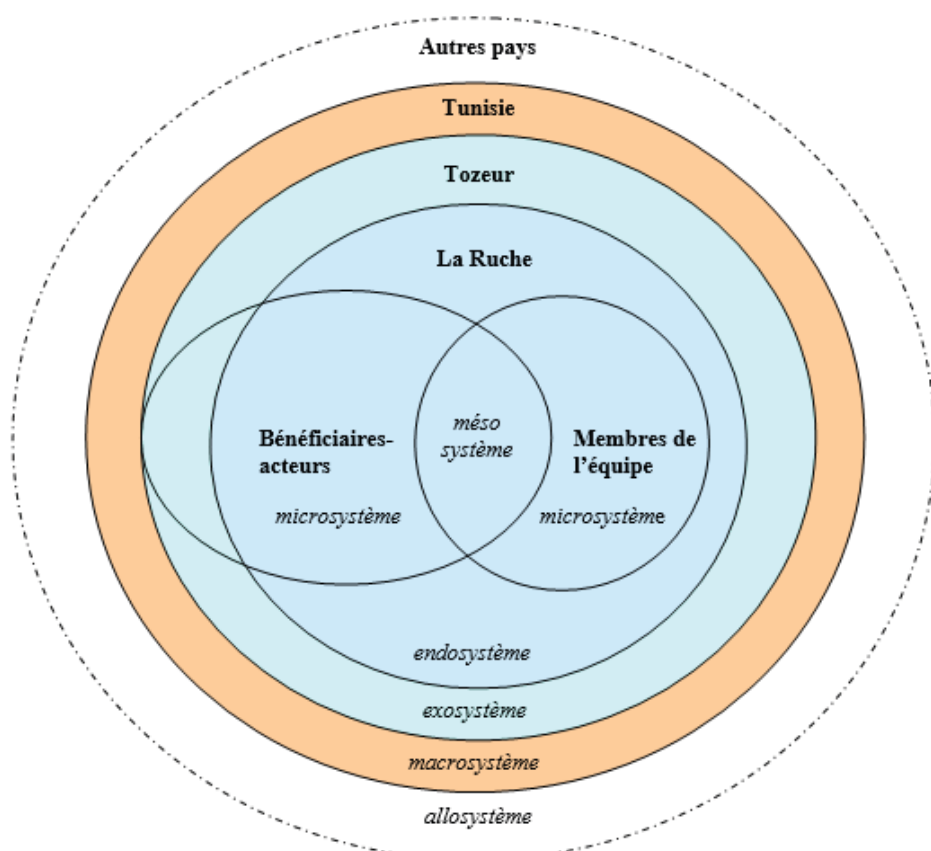 Autres pays
Tunisie
Tozeur
La Ruche
Bénéficiaires-
acteurs
microsystème
méso
système
Membres de
l'équipe
microsystème
endosystème
exosystème
macrosystème
allosystème